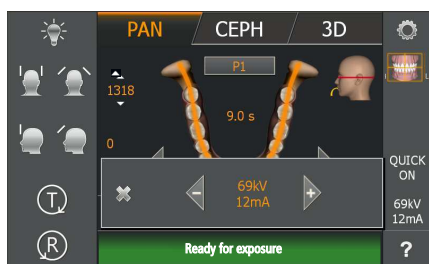 PAN
CEPH
3D
P1
1318
9.0 s
0
QUICK
ON
69kV
12mA
69kV
12mA
T
R
Ready for exposure
?